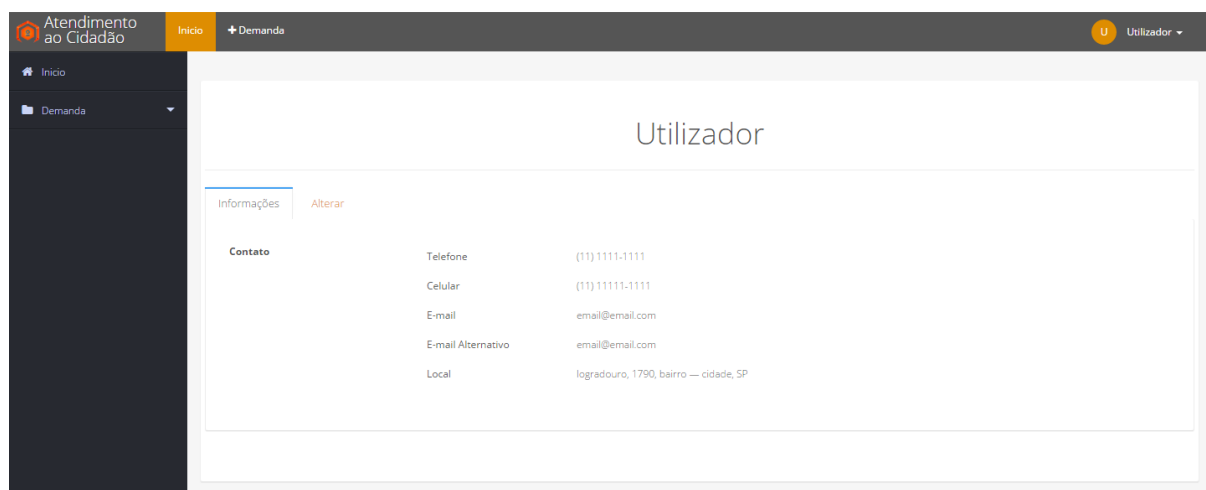 Atendimento
ao Cidadão
Início
+Demanda
U
Utilizador
Inicio
Demanda
Utilizador
Informações
Alterar
Contato
Telefone
(11) 1111-1111
Celular
(11) 11111-1111
E-mail
email@email.com
E-mail Alternativo
email@email.com
Local
logradouro, 1790, bairro — cidade, SP